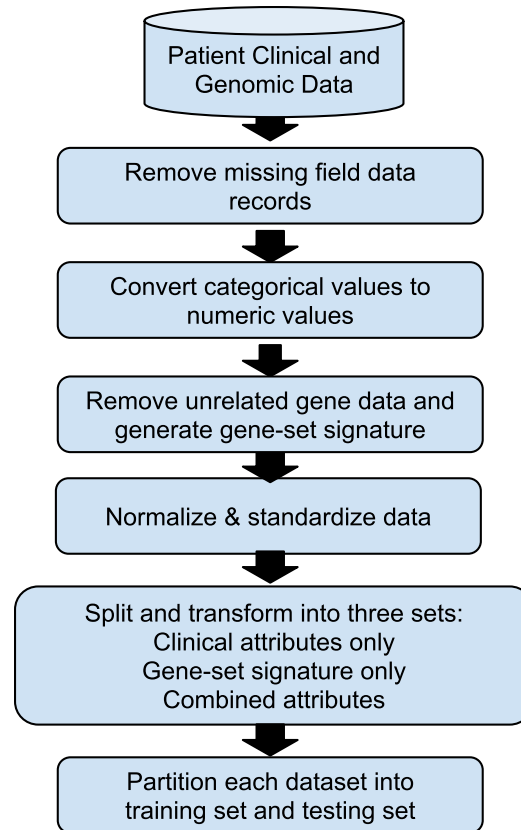 Patient Clinical and
Genomic Data
Remove missing field data
records
Convert categorical values to
numeric values
Remove unrelated gene data and
generate gene-set signature
Normalize & standardize data
Split and transform into three sets:
Clinical attributes only
Gene-set signature only
Combined attributes
Partition each dataset into
training set and testing set